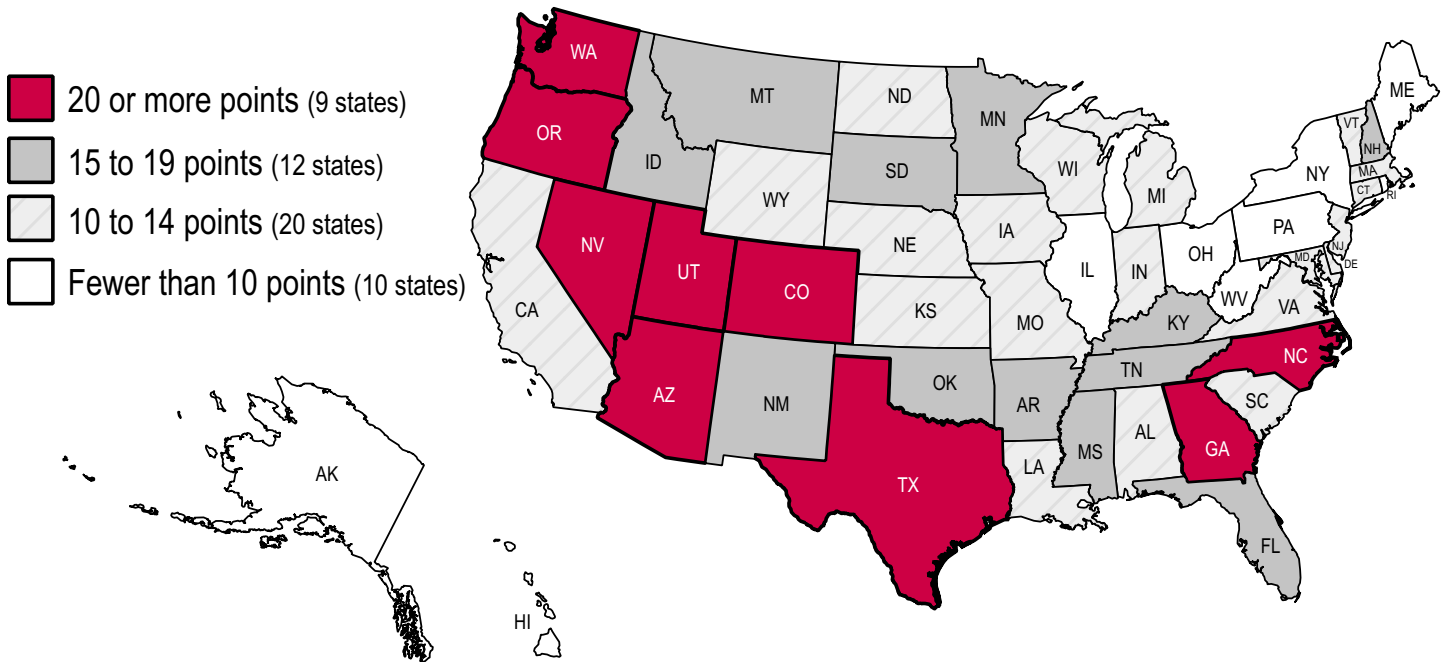 20 or more points (9 states)
15 to 19 points (12 states)
10 to 14 points (20 states)
Fewer than 10 points (10 states)
WA
OR
MT
ID
ND
MN
SD
WI
MI
WY
NE
IA
NV
UT
CO
CA
KS
MO
IL
IN
OH
PA
NY
VT
NH
ME
MA
CT
RI
NJ
DE
MD
WV
VA
KY
TN
NC
AZ
NM
OK
AR
SC
MS
AL
GA
TX
LA
FL
AK
HI